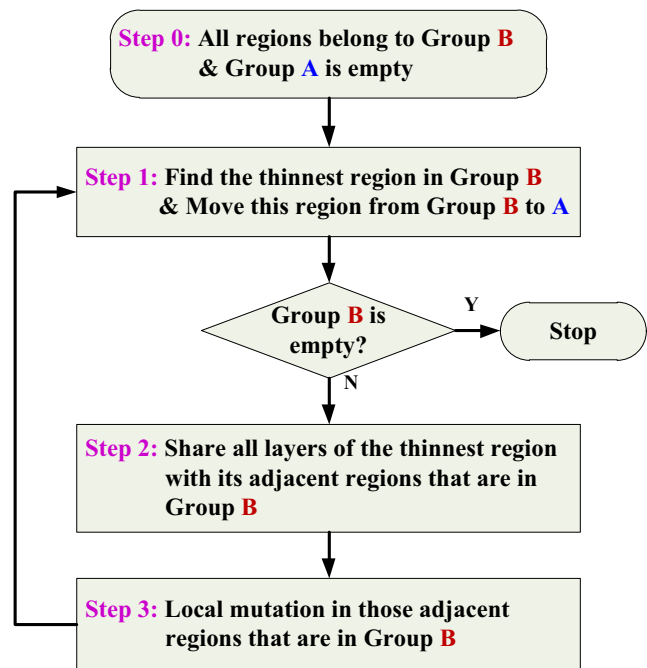 Step 0: All regions belong to Group B
& Group A is empty
Step 1: Find the thinnest region in Group B
& Move this region from Group B to A
Group B is
empty?
Y
Stop
N
Step 2: Share all layers of the thinnest region
with its adjacent regions that are in
Group B
Step 3: Local mutation in those adjacent
regions that are in Group B